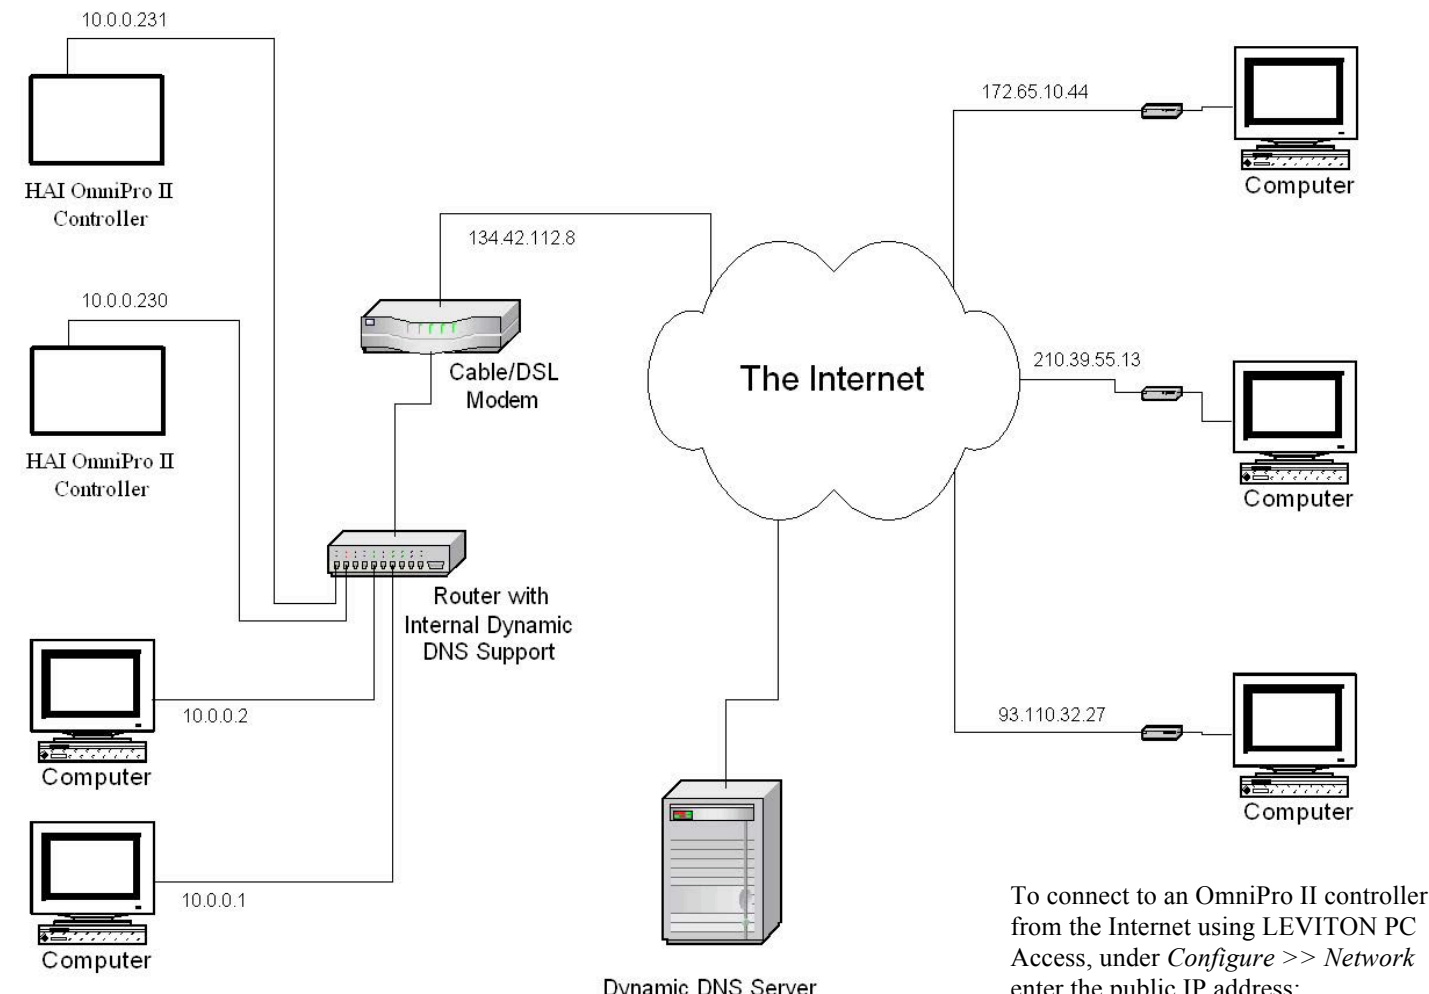 10.0.0.231
HAI OmniPro II
Controller
10.0.0.230
HAI OmniPro II
Controller
134.42.112.8
Cable/DSL
Modem
Router with
Internal Dynamic
DNS Support
10.0.0.2
Computer
10.0.0.1
Computer
The Internet
Dynamic DNS Server
172.65.10.44
Computer
210.39.55.13
Computer
93.110.32.27
Computer
To connect to an OmniPro II controller
from the Internet using LEVITON PC
Access, under Configure >> Network
enter the public IP address: